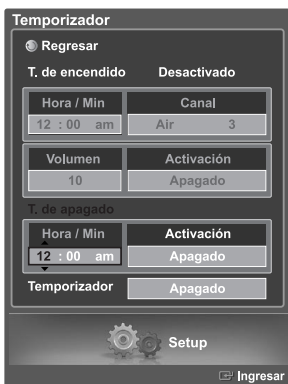 Temporizador
Regresar
T. de encendido Desactivado
Hora / Min Canal
12 : 00 am Air 3
Volumen Activación
10 Apagado
T. de apagado
Hora / Min Activación
12 : 00 am Apagado
Temporizador Apagado
Setup
Ingresar